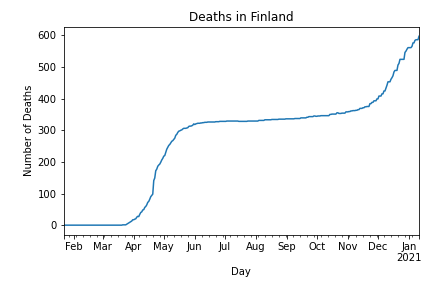 Deaths in Finland
Number of Deaths
600
500
400
300
200
100
0
Feb Mar Apr May Jun Jul Aug Sep Oct Nov Dec Jan
2021
Day